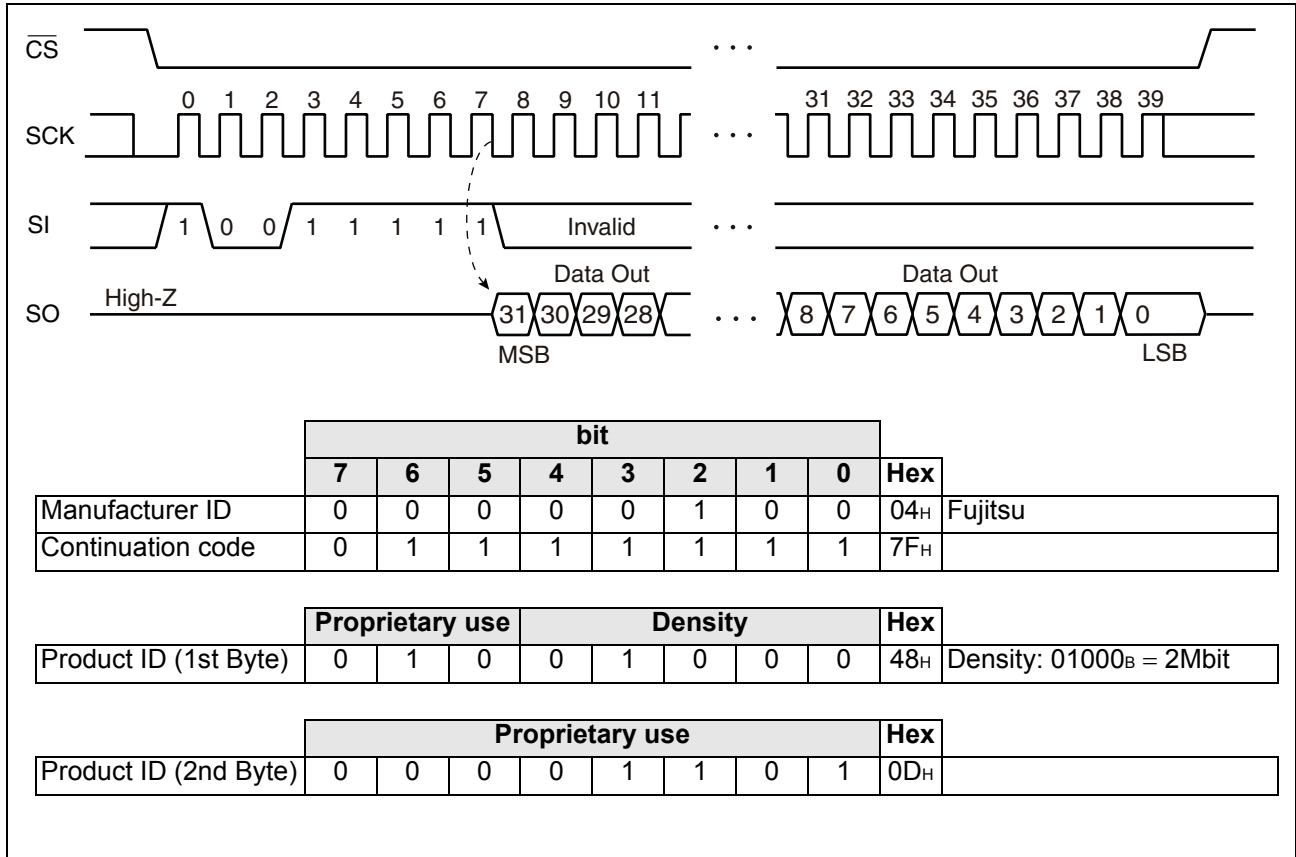 CS
0 1 2 3 4 5 6 7 8 9 10 11 31 32 33 34 35 36 37 38 39
SCK
SI 1 0 0 1 1 1 1 1 Invalid
Data Out Data Out
SO High-Z 31 30 29 28 8 7 6 5 4 3 2 1 0
MSB LSB
bit
7 6 5 4 3 2 1 0 Hex
Manufacturer ID 0 0 0 0 0 1 0 0 04H Fujitsu
Continuation code 0 1 1 1 1 1 1 1 7FH
Proprietary use Density Hex
Product ID (1st Byte) 0 1 0 0 1 0 0 0 48H Density: 01000B = 2Mbit
Proprietary use Hex
Product ID (2nd Byte) 0 0 0 0 1 1 0 1 0DH